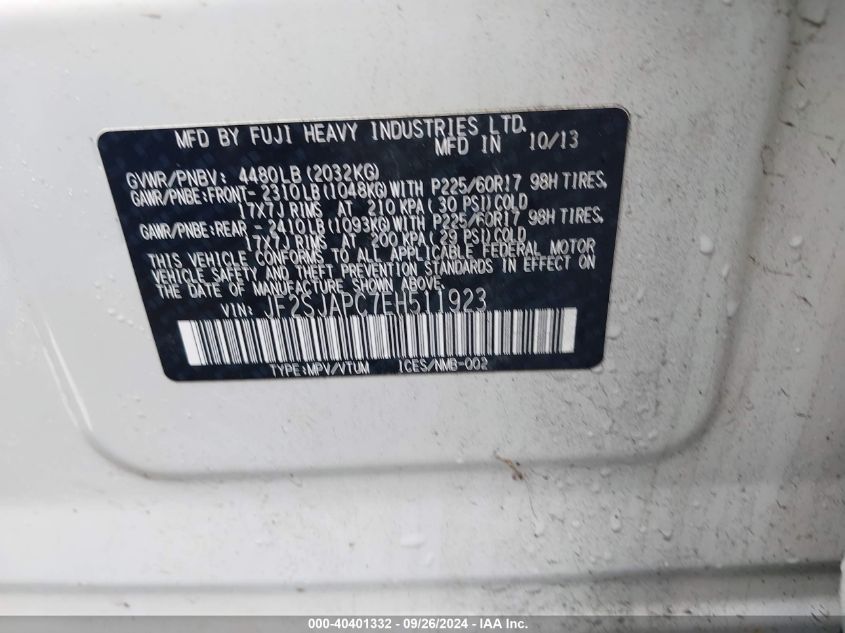 MFD BY FUJI HEAVY INDUSTRIES LTD.
MFD IN 10/13
GVWR/PNBV: 4480LB(2032KG)
GAWR/PNBE:FRONT- 2310LB(1048KG)WITH P225/60R17 98H TIRES,
17X7J RIMS AT 210 KPA( 30 PSI)COLD
GAWR/PNBE:REAR - 2410LB(1093KG)WITH P225/60R17 98H TIRES,
17X7J RIMS AT 200 KPA( 29 PSI)COLD
THIS VEHICLE CONFORMS TO ALL APPLICABLE FEDERAL MOTOR
VEHICLE SAFETY AND THEFT PREVENTION STANDARDS IN EFFECT ON
THE DATE OF MANUFACTURE SHOWN ABOVE.
VIN: JF2SJAPC7EH511923
TYPE:MPV/VTUM ICES/NMB-002
000-40401332 - 09/26/2024 - IAA Inc.